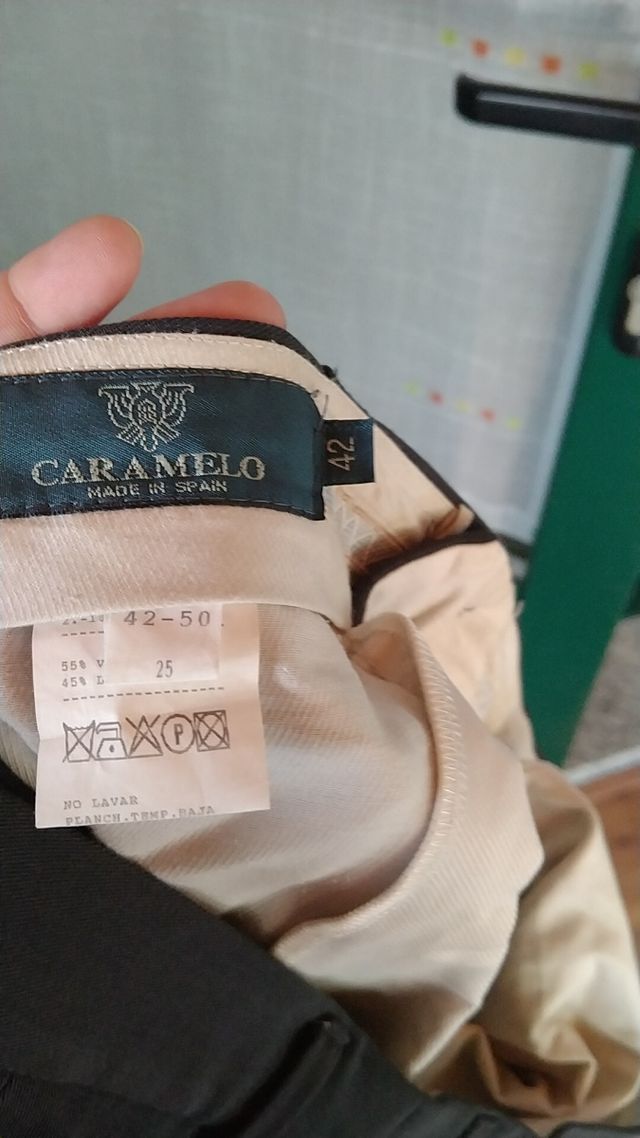 CARAMELO
MADE IN SPAIN
42
42-50
55% V
45% L
25
P
NO LAVAR
PLANCH.TEMP.BAJA